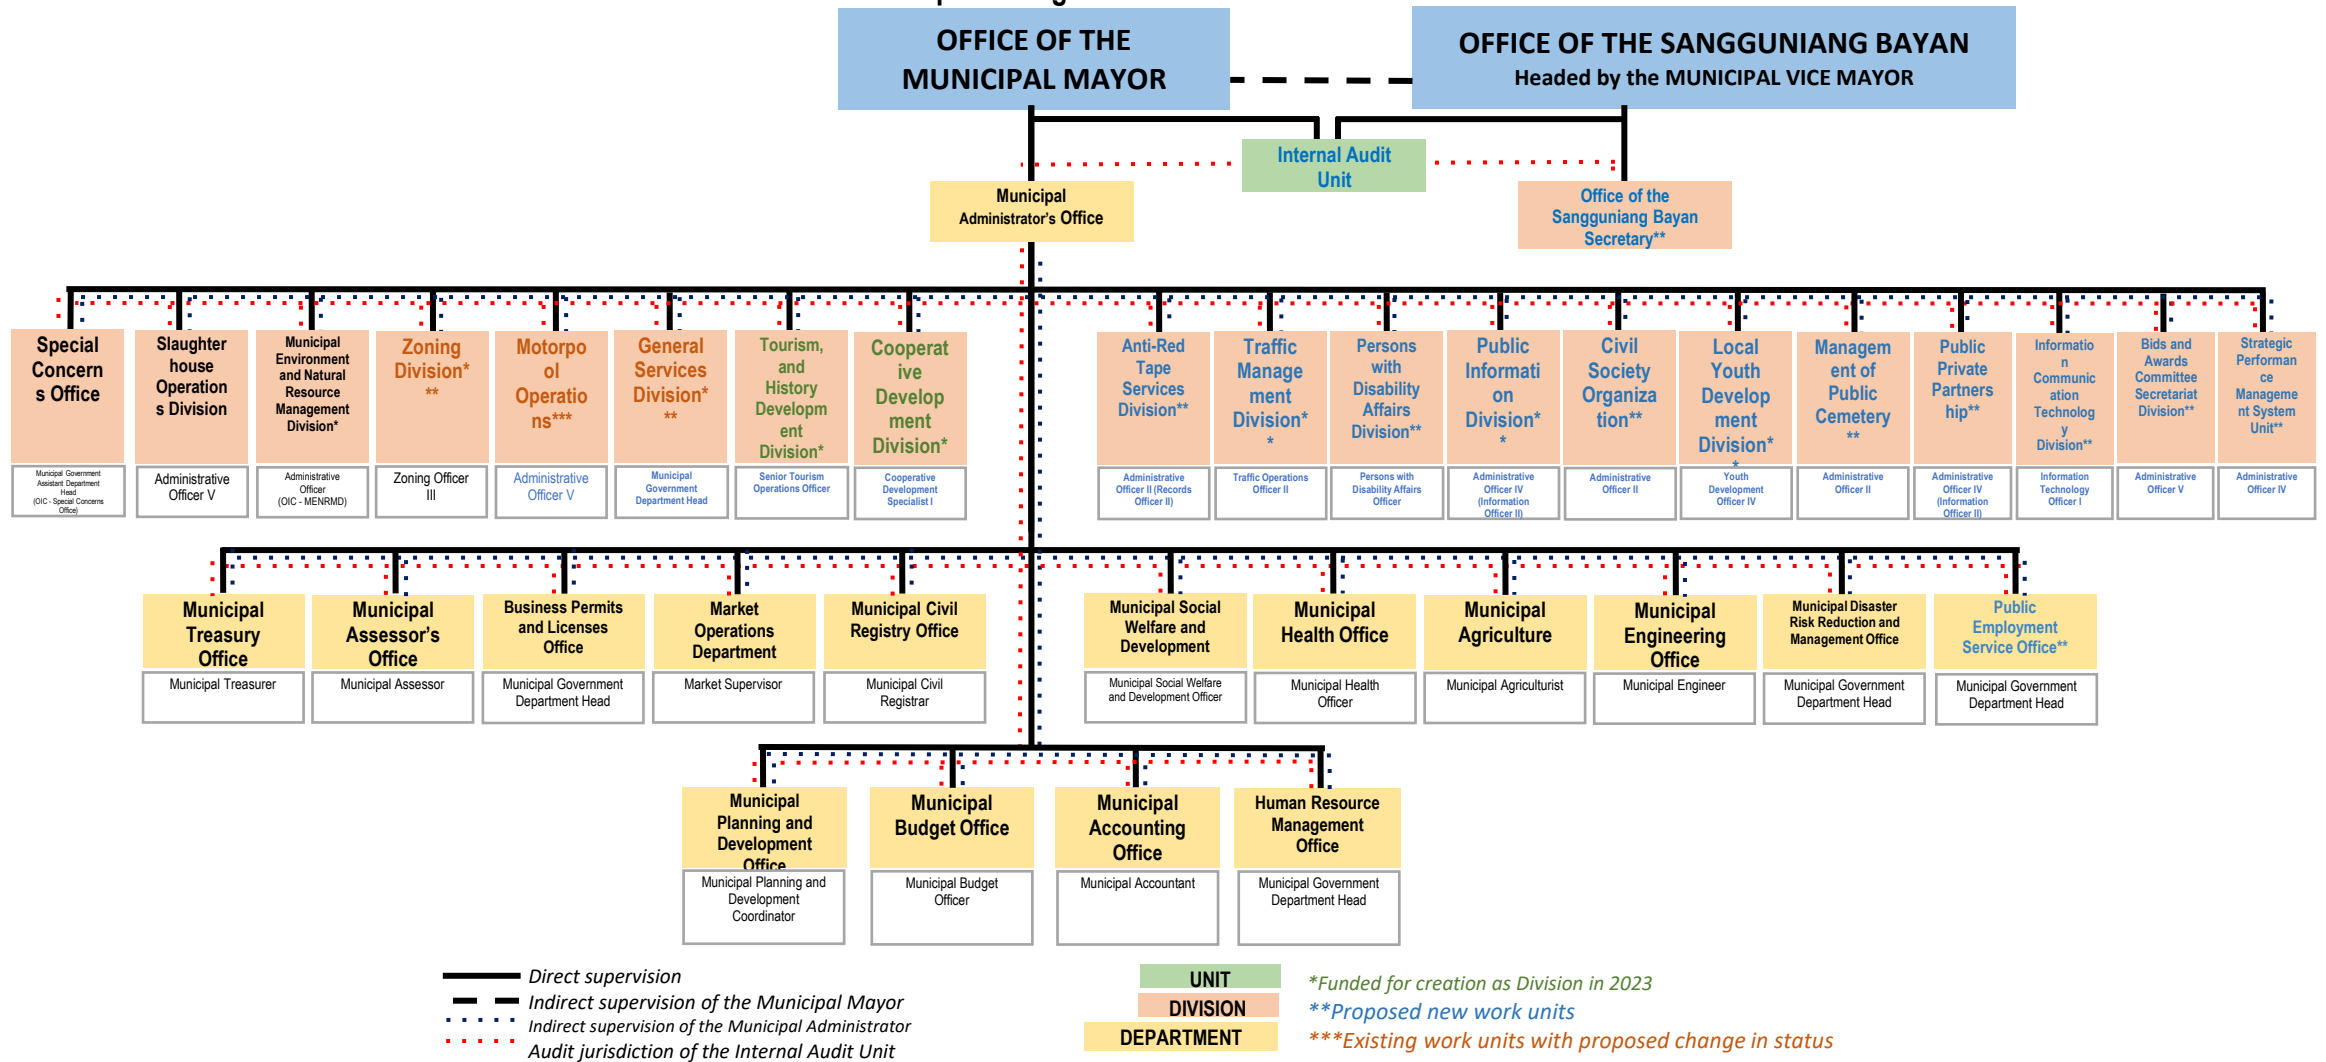 OFFICE OF THE
MUNICIPAL MAYOR
OFFICE OF THE SANGGUNIANG BAYAN
Headed by the MUNICIPAL VICE MAYOR
Internal Audit
Unit
Municipal
Administrator's Office
Office of the
Sangguniang Bayan
Secretary**
Special
Concern
s Office
Municipal Government
Assistant Department
Head
(OIC - Special Concerns
Office)
Slaughter
house
Operation
s Division
Administrative
Officer V
Municipal
Environment
and Natural
Resource
Management
Division*
Administrative
Officer
(OIC - MENRMD)
Zoning
Division*
**
Zoning Officer
III
Motorpo
ol
Operatio
ns***
Administrative
Officer V
General
Services
Division*
**
Municipal
Government
Department Head
Tourism,
and
History
Developm
ent
Division*
Senior Tourism
Operations Officer
Cooperat
ive
Develop
ment
Division*
Cooperative
Development
Specialist I
Anti-Red
Tape
Services
Division**
Administrative
Officer II (Records
Officer II)
Traffic
Manage
ment
Division*
*
Traffic Operations
Officer II
Persons
with
Disability
Affairs
Division**
Persons with
Disability Affairs
Officer
Public
Informati
on
Division*
*
Administrative
Officer IV
(Information
Officer II)
Civil
Society
Organiza
tion**
Administrative
Officer II
Local
Youth
Develop
ment
Division*
*
Youth
Development
Officer IV
Managem
ent of
Public
Cemetery
**
Administrative
Officer II
Public
Private
Partners
hip**
Administrative
Officer IV
(Information
Officer II)
Informatio
n
Communic
ation
Technolog
y
Division**
Information
Technology
Officer I
Bids and
Awards
Committee
Secretariat
Division**
Administrative
Officer V
Strategic
Performan
ce
Manageme
nt System
Unit**
Administrative
Officer IV
Municipal
Treasury
Office
Municipal Treasurer
Municipal
Assessor's
Office
Municipal Assessor
Business Permits
and Licenses
Office
Municipal Government
Department Head
Market
Operations
Department
Market Supervisor
Municipal Civil
Registry Office
Municipal Civil
Registrar
Municipal Social
Welfare and
Development
Municipal Social Welfare
and Development Officer
Municipal
Health Office
Municipal Health
Officer
Municipal
Agriculture
Municipal Agriculturist
Municipal
Engineering
Office
Municipal Engineer
Municipal Disaster
Risk Reduction and
Management Office
Municipal Government
Department Head
Public
Employment
Service Office**
Municipal Government
Department Head
Municipal
Planning and
Development
Office
Municipal Planning and
Development
Coordinator
Municipal
Budget Office
Municipal Budget
Officer
Municipal
Accounting
Office
Municipal Accountant
Human Resource
Management
Office
Municipal Government
Department Head
Direct supervision
Indirect supervision of the Municipal Mayor
Indirect supervision of the Municipal Administrator
Audit jurisdiction of the Internal Audit Unit
UNIT
DIVISION
DEPARTMENT
*Funded for creation as Division in 2023
**Proposed new work units
***Existing work units with proposed change in status